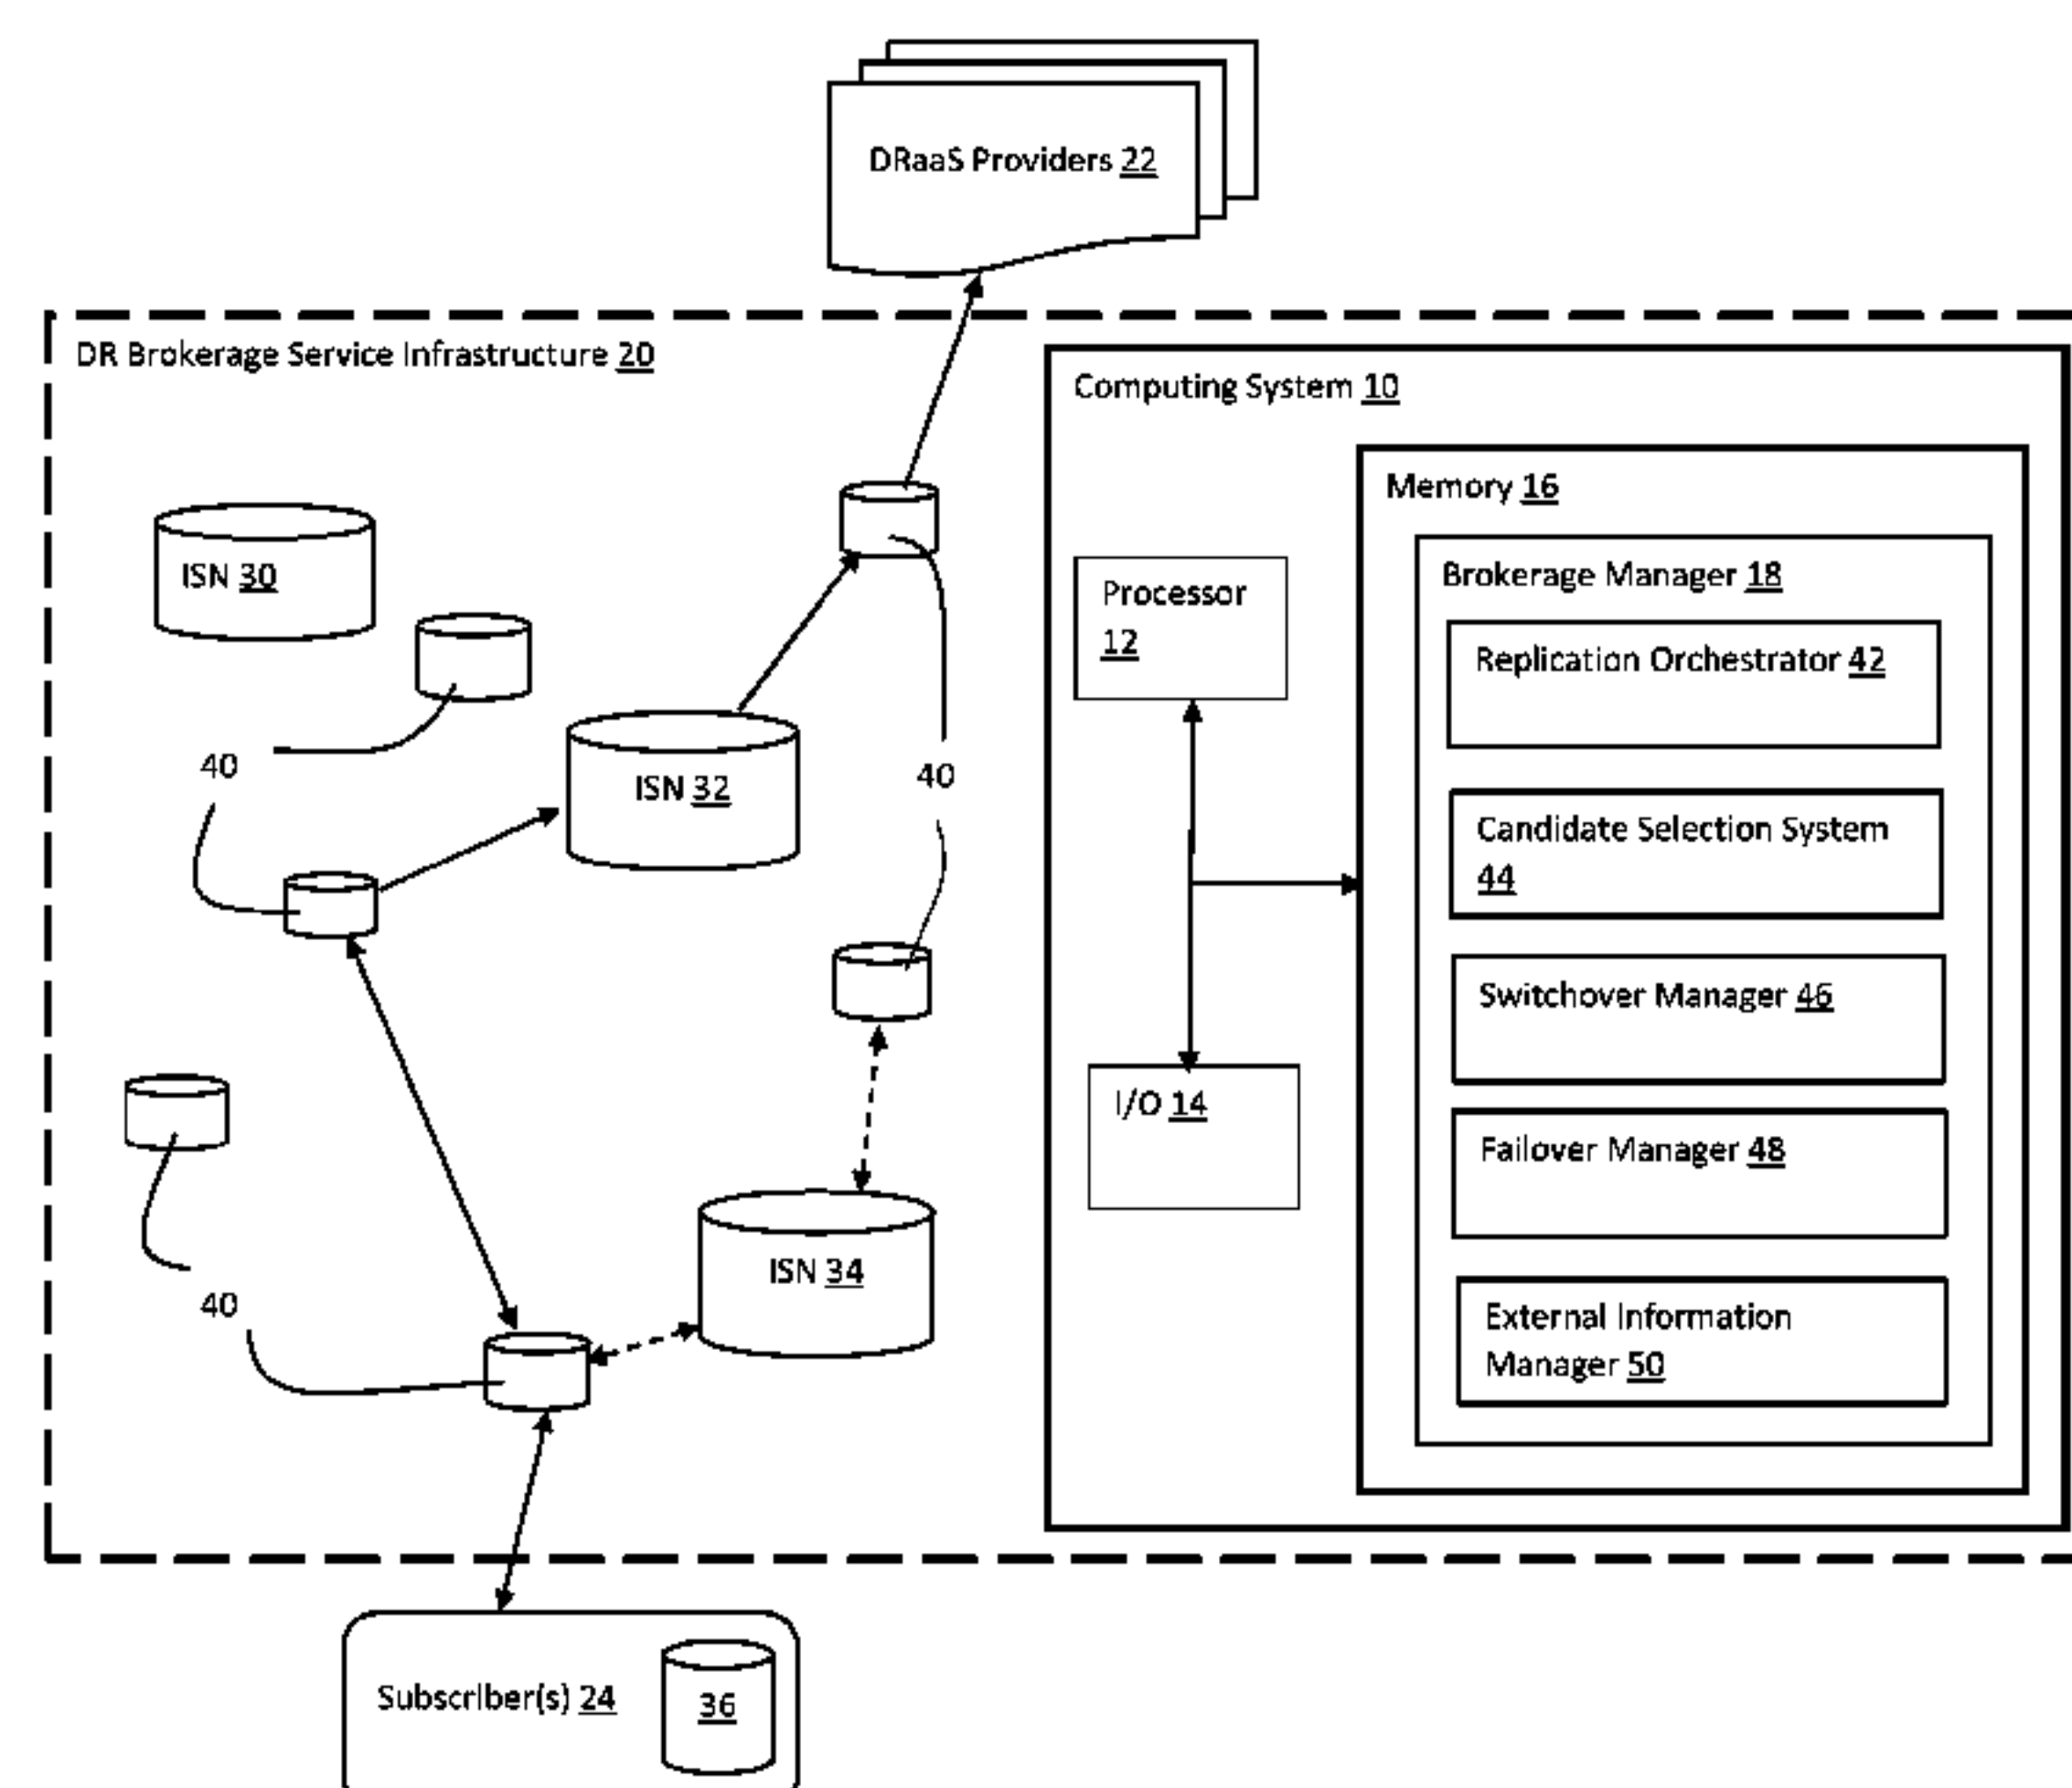 DRaaS Providers 22
DR Brokerage Service Infrastructure 20
Computing System 10
Memory 16
ISN 30
Processor
12
Brokerage Manager 18
Replication Orchestrator 42
40
ISN 32
40
Candidate Selection System
44
Switchover Manager 46
I/O 14
Failover Manager 48
ISN 34
40
External Information
Manager 50
Subscriber(s) 24
36